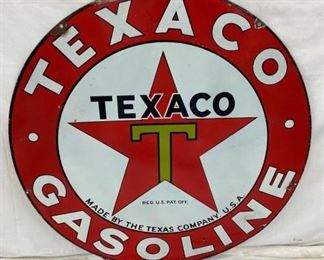 TEXACO
TEXACO
T
REG. U.S. PAT. OFF.
MADE BY THE TEXAS COMPANY, U.S.A.
GASOLINE